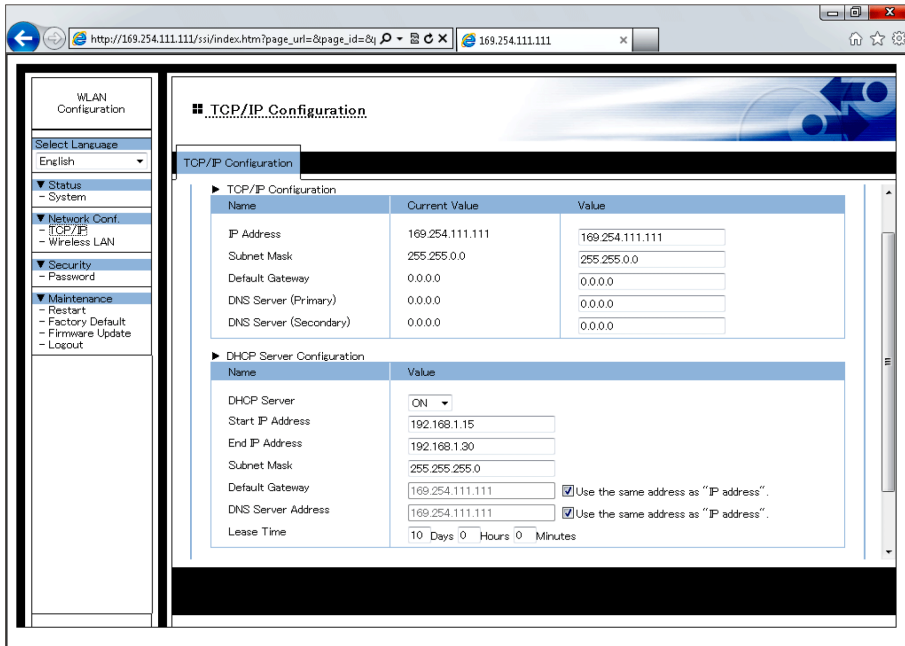 http://169.254.111.111/ssi/index.htm?page_url=&page_id=&
169.254.111.111
WLAN
Configuration
Select Language
English
▼ Status
- System
▼ Network Conf.
- TCP/IP
- Wireless LAN
▼ Security
- Password
▼ Maintenance
- Restart
- Factory Default
- Firmware Update
- Logout
TCP/IP Configuration
TCP/IP Configuration
▶ TCP/IP Configuration
Name Current Value Value
IP Address 169.254.111.111 169.254.111.111
Subnet Mask 255.255.0.0 255.255.0.0
Default Gateway 0.0.0.0 0.0.0.0
DNS Server (Primary) 0.0.0.0 0.0.0.0
DNS Server (Secondary) 0.0.0.0 0.0.0.0
▶ DHCP Server Configuration
Name Value
DHCP Server ON
Start IP Address 192.168.1.15
End IP Address 192.168.1.30
Subnet Mask 255.255.255.0
Default Gateway 169.254.111.111 Use the same address as "IP address".
DNS Server Address 169.254.111.111 Use the same address as "IP address".
Lease Time 10 Days 0 Hours 0 Minutes